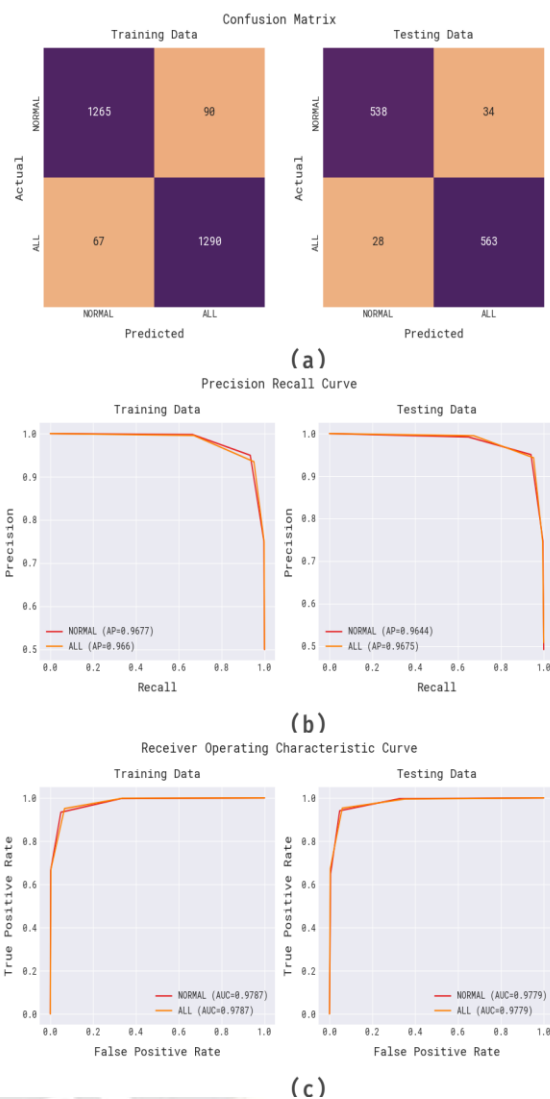 Confusion Matrix
Training Data Testing Data
NORMAL 1265 90 NORMAL 538 34
Actual Actual
ALL 67 1290 ALL 28 563
NORMAL ALL NORMAL ALL
Predicted Predicted
(a)
Precision Recall Curve
Training Data Testing Data
1.0 1.0
0.9 0.9
0.8 0.8
Precision Precision
0.7 0.7
0.6 0.6
NORMAL (AP=0.9677) NORMAL (AP=0.9644)
0.5 ALL (AP=0.966) 0.5 ALL (AP=0.9675)
0.0 0.2 0.4 0.6 0.8 1.0 0.0 0.2 0.4 0.6 0.8 1.0
Recall Recall
(b)
Receiver Operating Characteristic Curve
Training Data Testing Data
1.0 1.0
0.8 0.8
0.6 0.6
True Positive Rate True Positive Rate
0.4 0.4
0.2 0.2
NORMAL (AUC=0.9787) NORMAL (AUC=0.9779)
0.0 ALL (AUC=0.9787) 0.0 ALL (AUC=0.9779)
0.0 0.2 0.4 0.6 0.8 1.0 0.0 0.2 0.4 0.6 0.8 1.0
False Positive Rate False Positive Rate
(c)